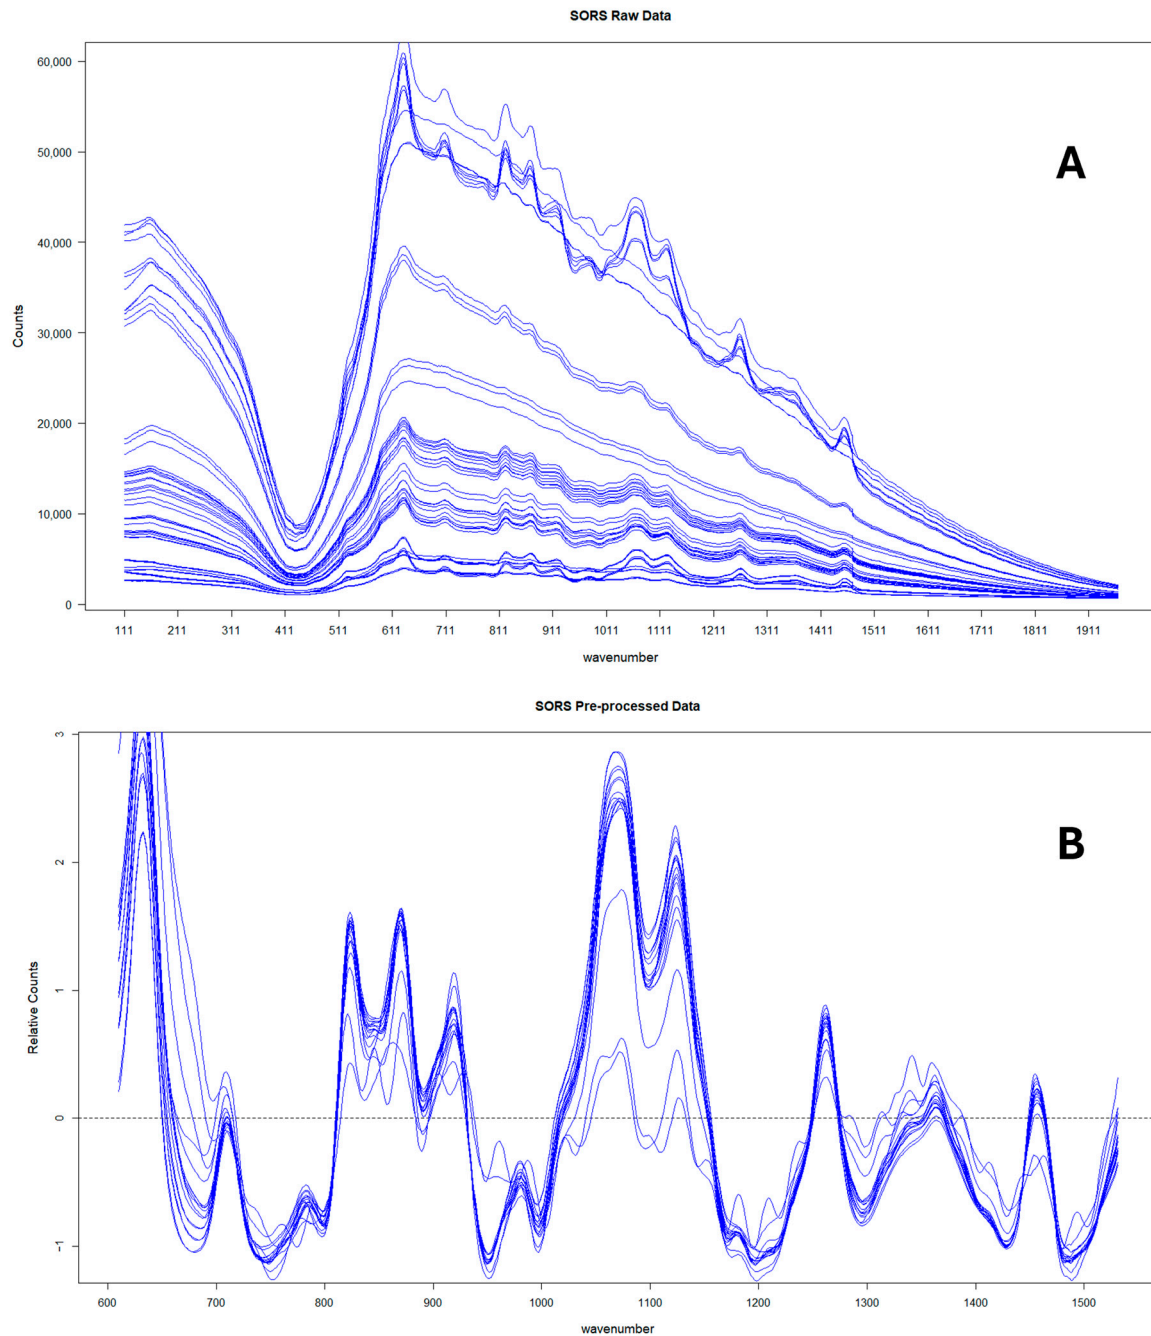 SORS Raw Data
60,000
50,000
40,000
30,000
20,000
10,000
0
Counts
A
111 211 311 411 511 611 711 811 911 1011 1111 1211 1311 1411 1511 1611 1711 1811 1911
wavenumber
SORS Pre-processed Data
3
2
1
0
−1
Relative Counts
B
600 700 800 900 1000 1100 1200 1300 1400 1500
wavenumber